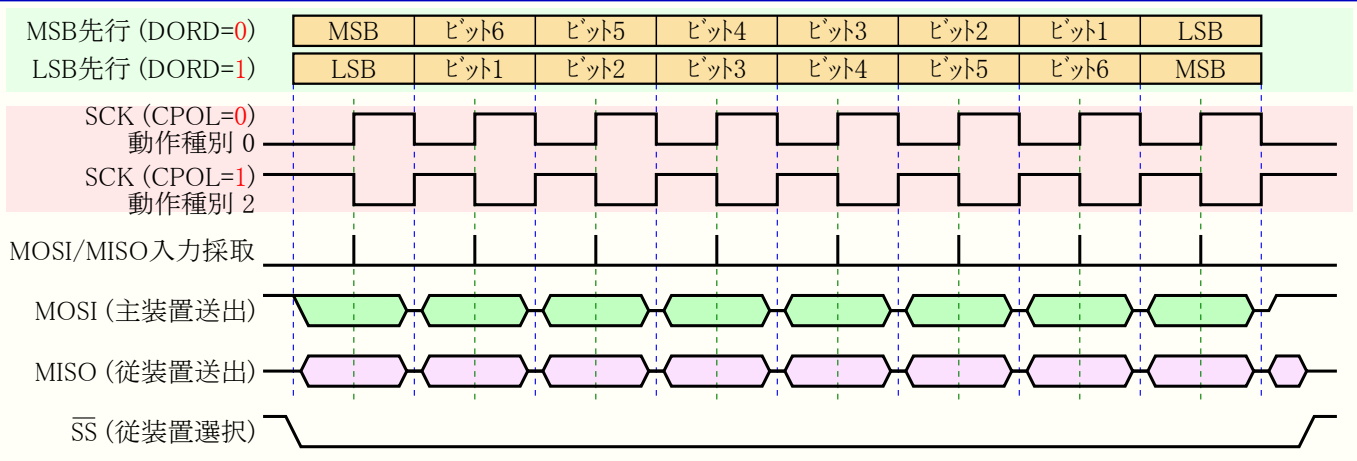 MSB先行 (DORD=0) MSB ビット6 ビット5 ビット4 ビット3 ビット2 ビット1 LSB
LSB先行 (DORD=1) LSB ビット1 ビット2 ビット3 ビット4 ビット5 ビット6 MSB
SCK (CPOL=0)
動作種別 0
SCK (CPOL=1)
動作種別 2
MOSI/MISO入力採取
MOSI (主装置送出)
MISO (従装置送出)
S̅S̅ (従装置選択)